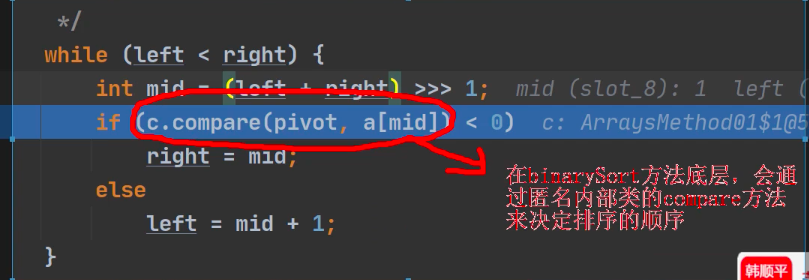 */
while (left < right) {
int mid = (left + right) >>> 1;  mid (slot_8): 1  left (
if (c.compare(pivot, a[mid]) < 0)  c: ArraysMethod01$1@5
right = mid;
else
left = mid + 1;
}
在binarySort方法底层，会通
过匿名内部类的compare方法
来决定排序的顺序
韩顺平